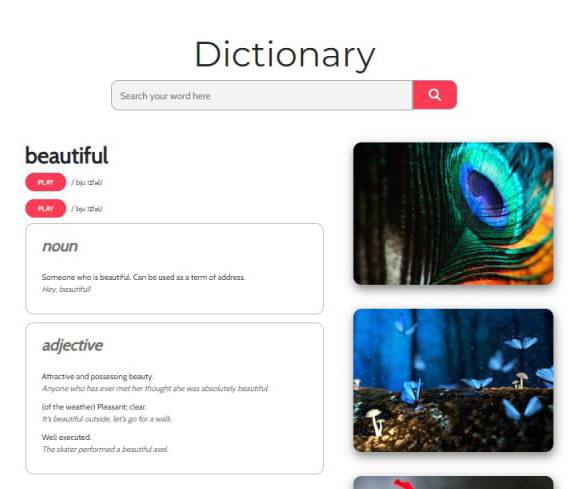 Dictionary
Search your word here
beautiful
PLAY
PLAY
noun
Someone who is beautiful. Can be used as a term of address.
Hey, beautiful!
adjective
Attractive and possessing beauty.
Anyone who has ever met her thought she was absolutely beautiful.
(of the weather) Pleasant; clear.
It's beautiful outside, let's go for a walk.
Well executed.
The skater performed a beautiful axel.